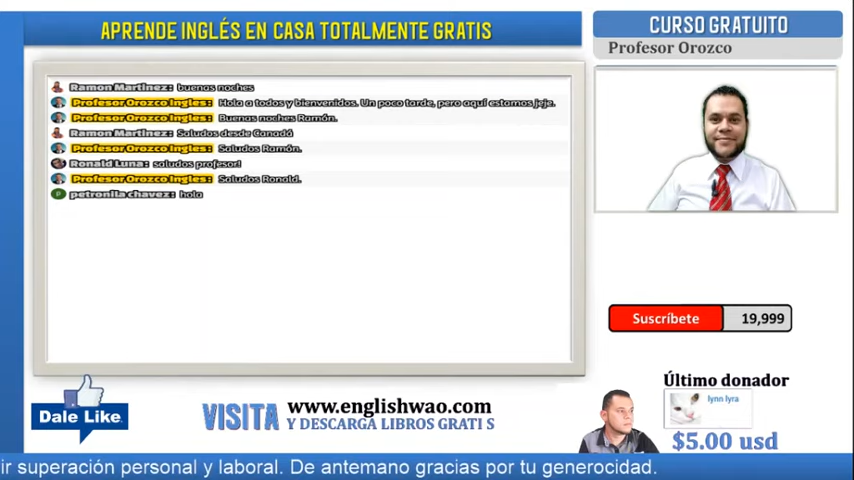 APRENDE INGLÉS EN CASA TOTALMENTE GRATIS
CURSO GRATUITO
Profesor Orozco
Ramon Martinez: buenas noches
Profesor Orozco Ingles: Hola a todos y bienvenidos. Un poco tarde, pero aquí estamos jeje.
Profesor Orozco Ingles: Buenas noches Ramón.
Ramon Martinez: Saludos desde Canadá
Profesor Orozco Ingles: Saludos Ramón.
Ronald Luna: saludos profesor!
Profesor Orozco Ingles: Saludos Ronald.
P petronila chavez: hola
Suscríbete 19,999
Último donador
lynn lyra
$5.00 usd
Dale Like.
VISITA www.englishwao.com
Y DESCARGA LIBROS GRATIS
ir superación personal y laboral. De antemano gracias por tu generocidad.